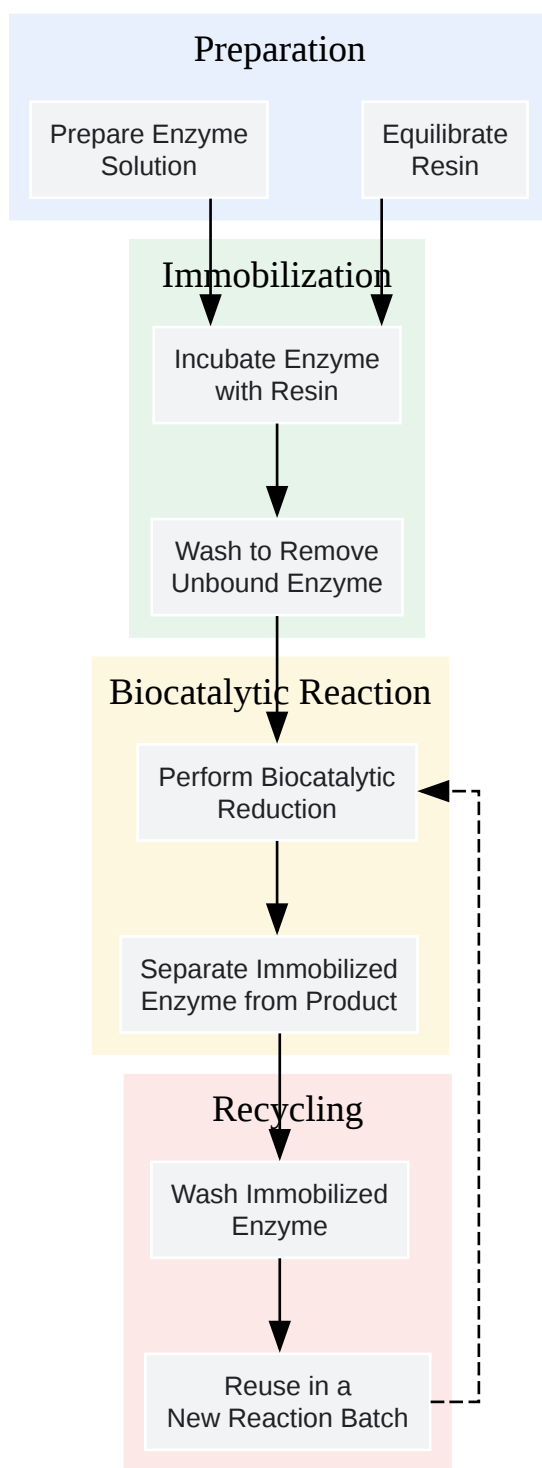 Preparation
Prepare Enzyme
Solution
Equilibrate
Resin
Immobilization
Incubate Enzyme
with Resin
Wash to Remove
Unbound Enzyme
Biocatalytic Reaction
Perform Biocatalytic
Reduction
Separate Immobilized
Enzyme from Product
Recycling
Wash Immobilized
Enzyme
Reuse in a
New Reaction Batch